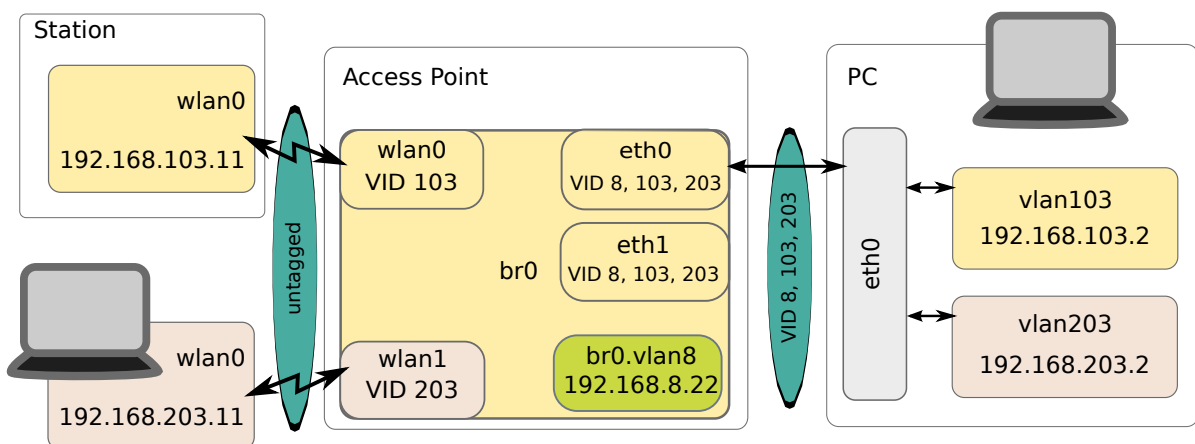 Station
wlan0
192.168.103.11
wlan0
192.168.203.11
untagged
Access Point
wlan0
VID 103
eth0
VID 8, 103, 203
eth1
VID 8, 103, 203
br0
wlan1
VID 203
br0.vlan8
192.168.8.22
VID 8, 103, 203
PC
eth0
vlan103
192.168.103.2
vlan203
192.168.203.2